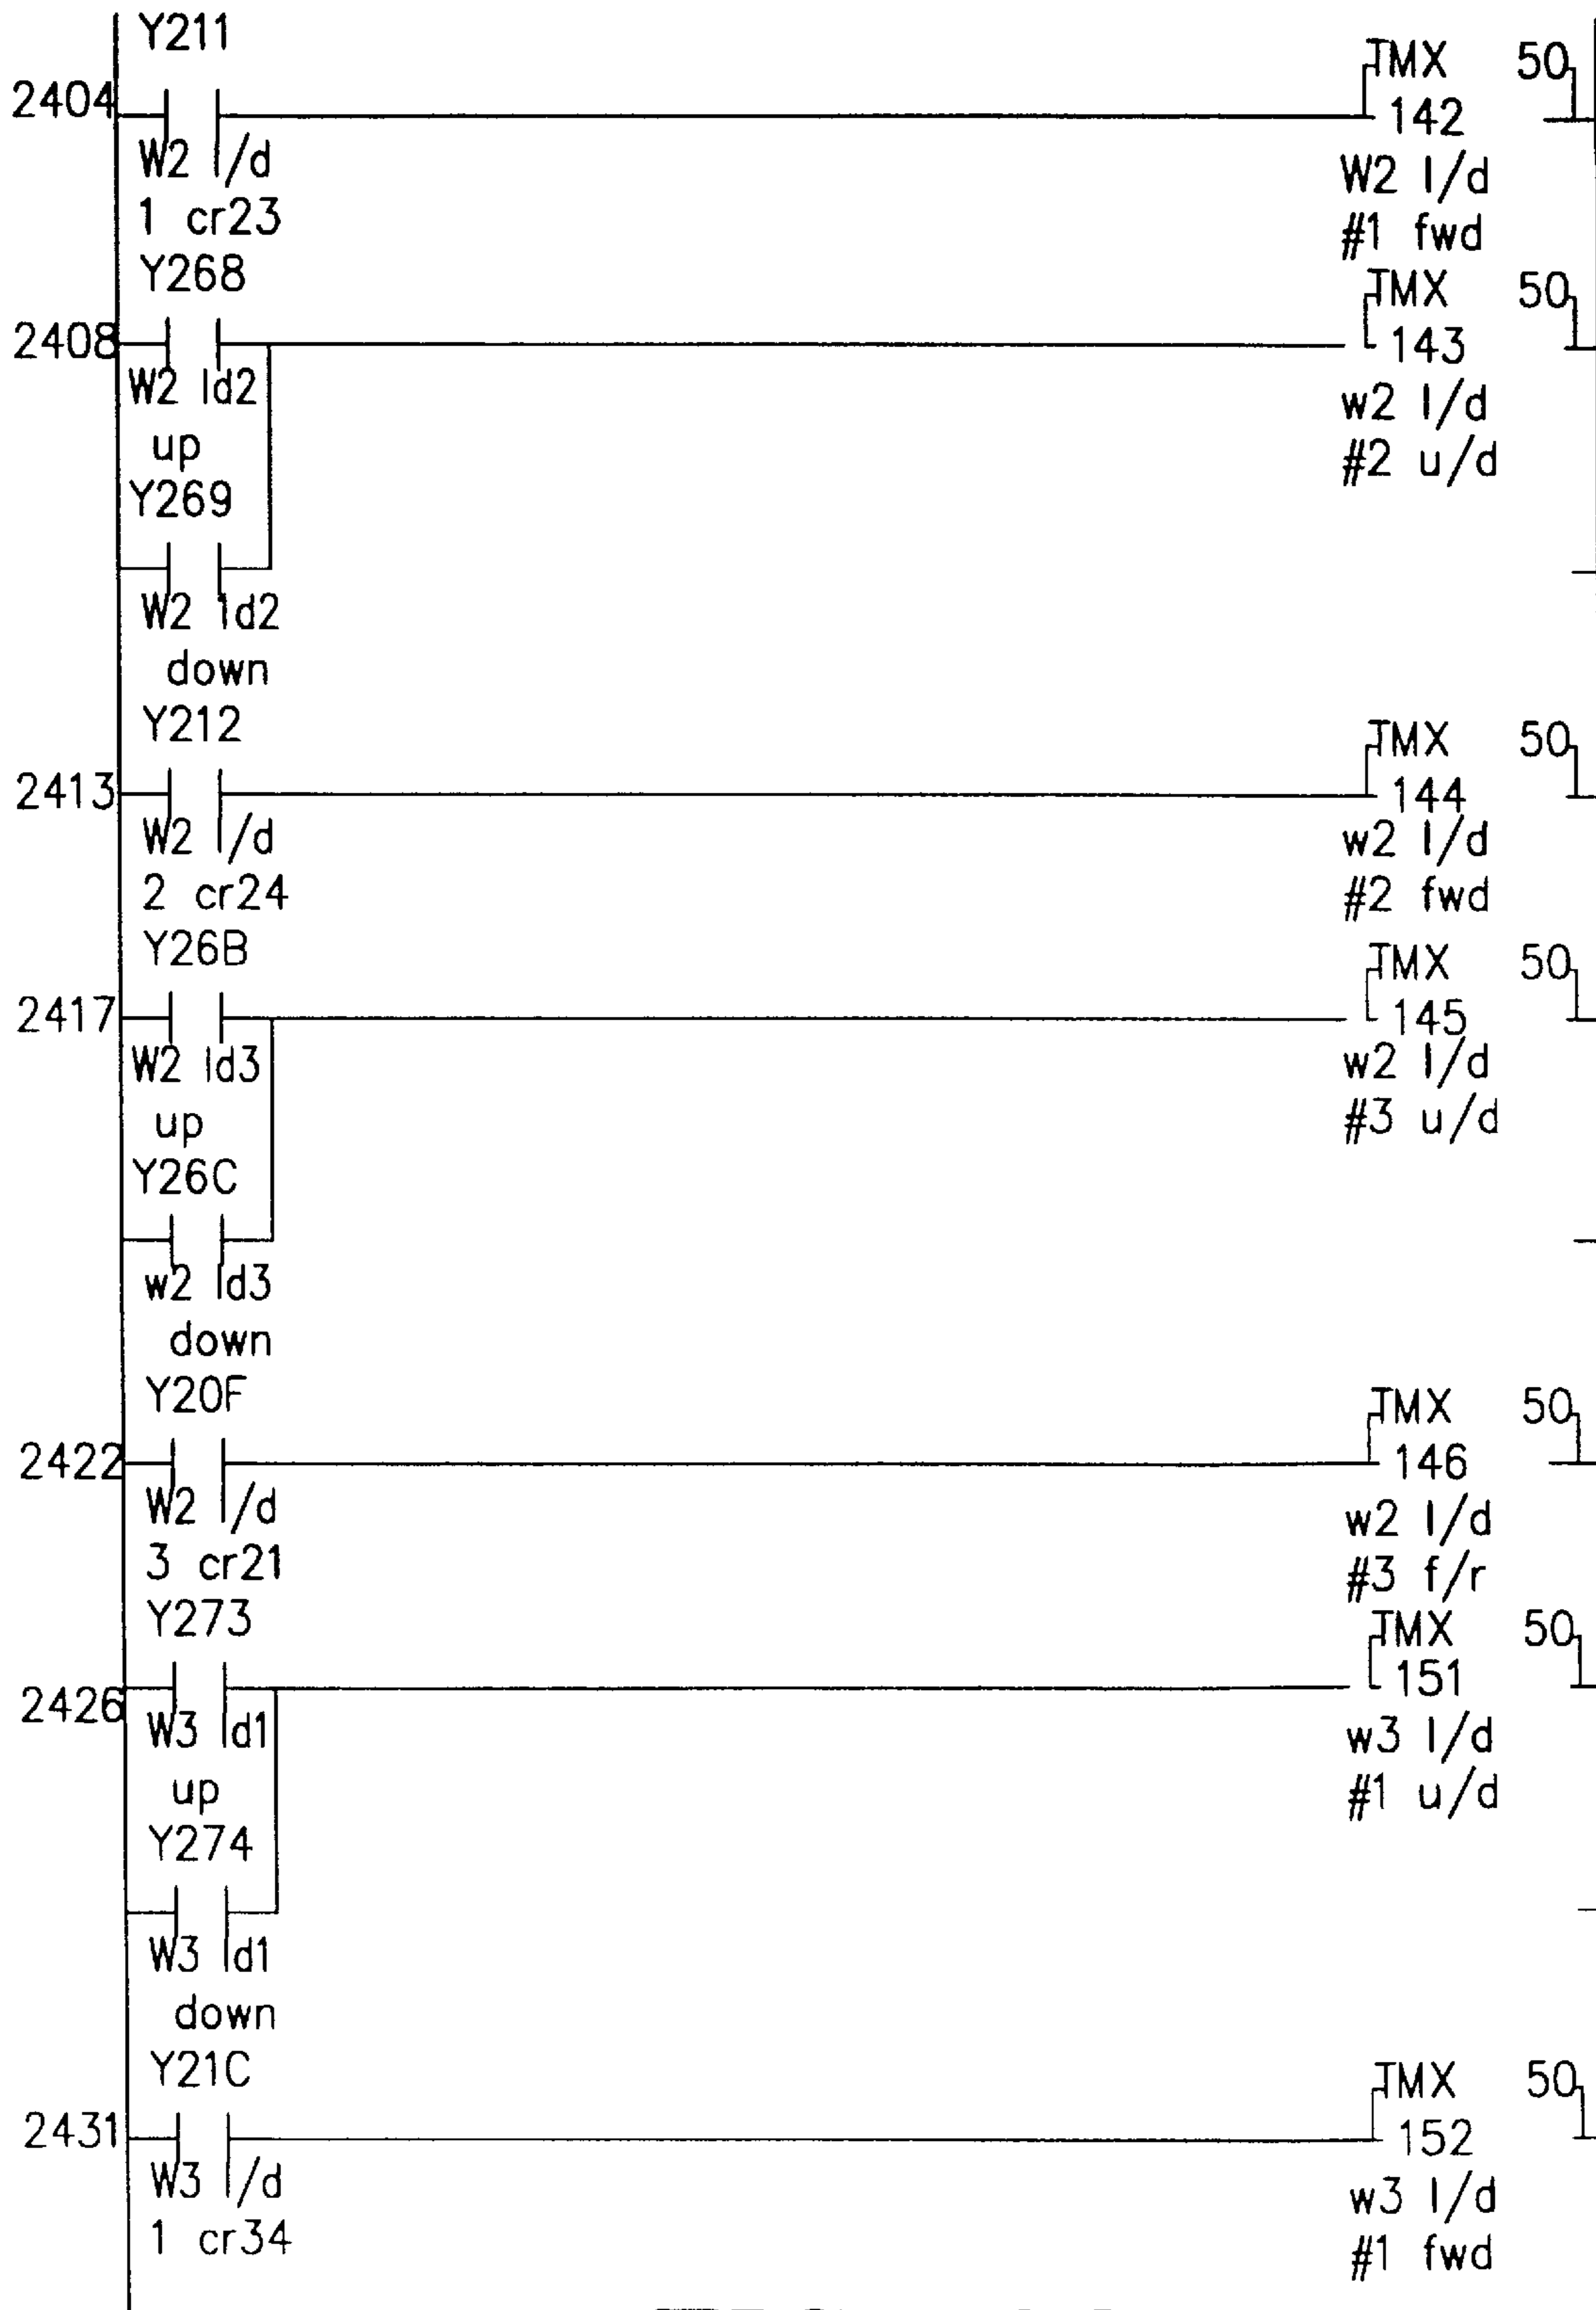 Y211
TMX 50
2404
142
W2 l/d
1 cr23
W2 l/d
#1 fwd
Y268
TMX 50
2408
143
W2 ld2
up
w2 l/d
#2 u/d
Y269
W2 ld2
down
Y212
TMX 50
2413
144
W2 l/d
2 cr24
w2 l/d
#2 fwd
Y26B
TMX 50
2417
145
W2 ld3
up
w2 l/d
#3 u/d
Y26C
w2 ld3
down
Y20F
TMX 50
2422
146
W2 l/d
3 cr21
w2 l/d
#3 f/r
Y273
TMX 50
2426
151
W3 ld1
up
w3 l/d
#1 u/d
Y274
W3 ld1
down
Y21C
TMX 50
2431
152
W3 l/d
1 cr34
w3 l/d
#1 fwd